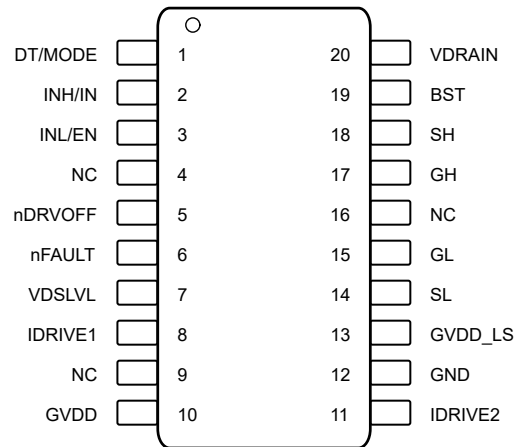 DT/MODE 1 20 VDRAIN
INH/IN 2 19 BST
INL/EN 3 18 SH
NC 4 17 GH
nDRVOFF 5 16 NC
nFAULT 6 15 GL
VDSLVL 7 14 SL
IDRIVE1 8 13 GVDD_LS
NC 9 12 GND
GVDD 10 11 IDRIVE2